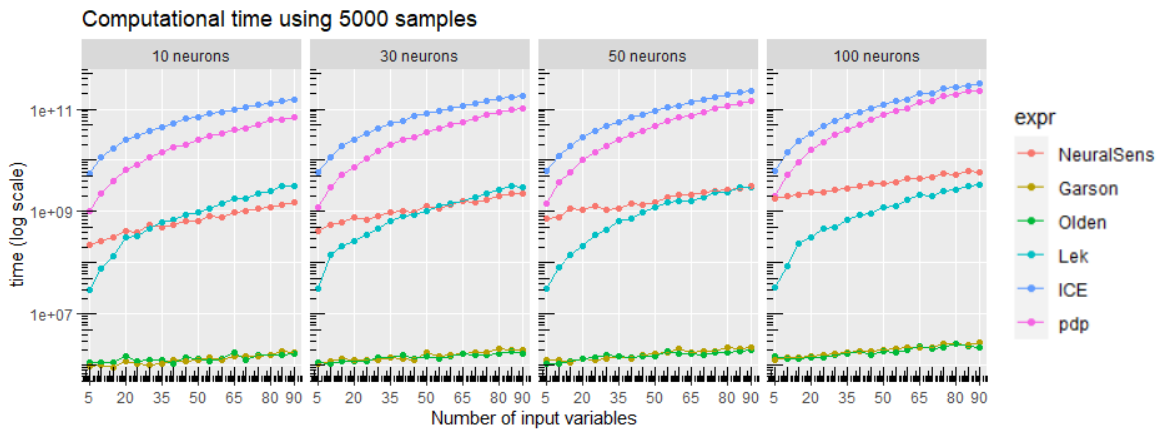 Computational time using 5000 samples
10 neurons 30 neurons 50 neurons 100 neurons
1e+11
1e+09
1e+07
time (log scale)
5 20 35 50 65 80 90 5 20 35 50 65 80 90 5 20 35 50 65 80 90 5 20 35 50 65 80 90
Number of input variables
expr
NeuralSens
Garson
Olden
Lek
ICE
pdp